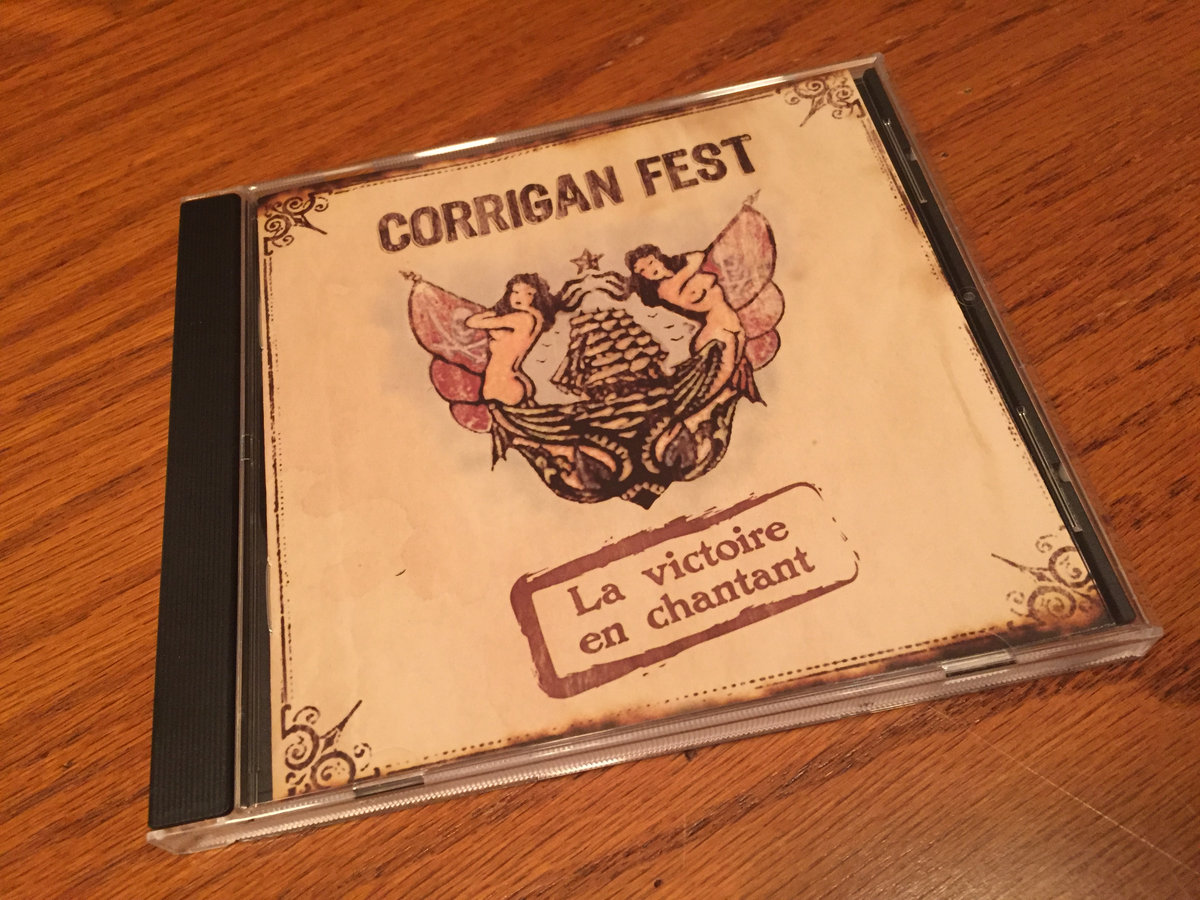 CORRIGAN FEST
La victoire
en chantant